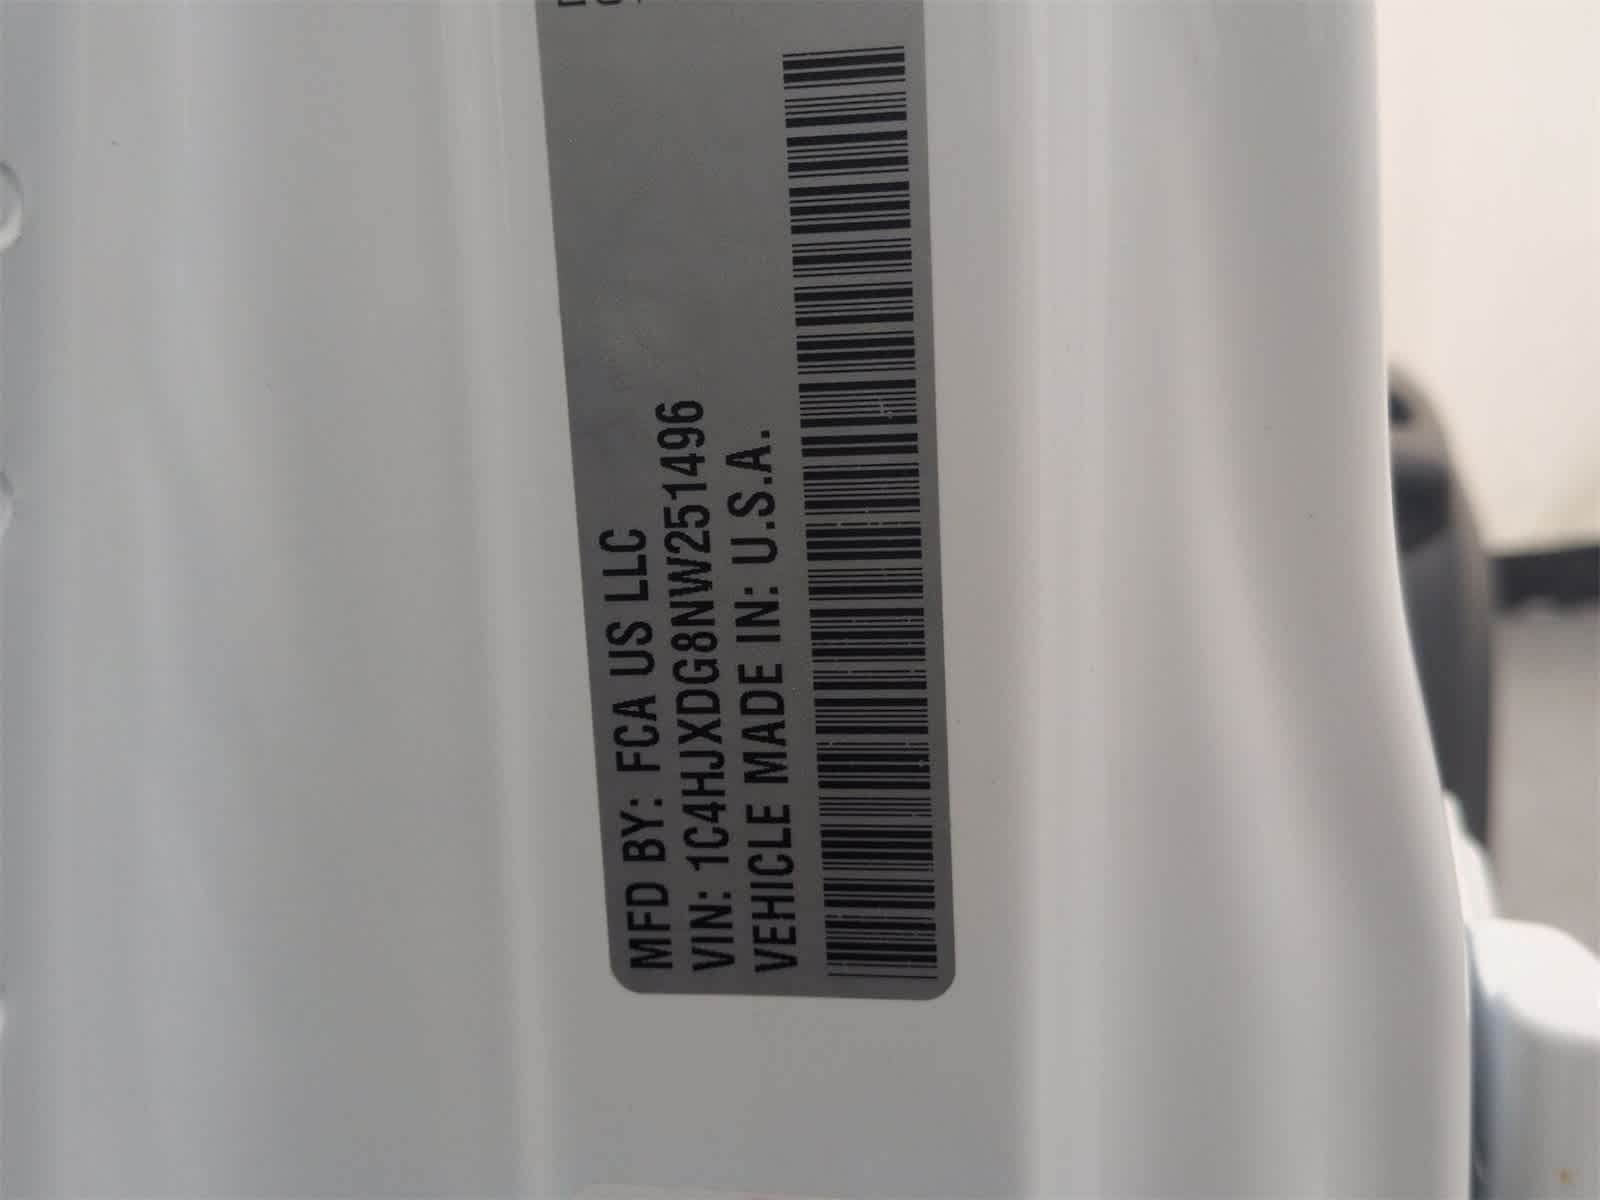 MFD BY: FCA US LLC
VIN: 1C4HJXDG8NW251496
VEHICLE MADE IN: U.S.A.